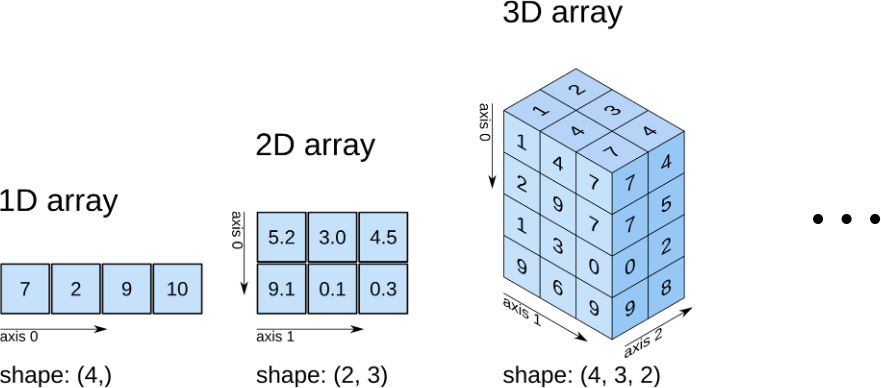 3D array
2D array
1D array
7 2 9 10
axis 0
shape: (4,)
axis 0
5.2 3.0 4.5
9.1 0.1 0.3
axis 1
shape: (2, 3)
axis 0
2
1 3
4 4
7
1 4 7
2 9 7
1 3 0
9 6 9
7 4
7 5
0 2
9 8
axis 1
axis 2
shape: (4, 3, 2)